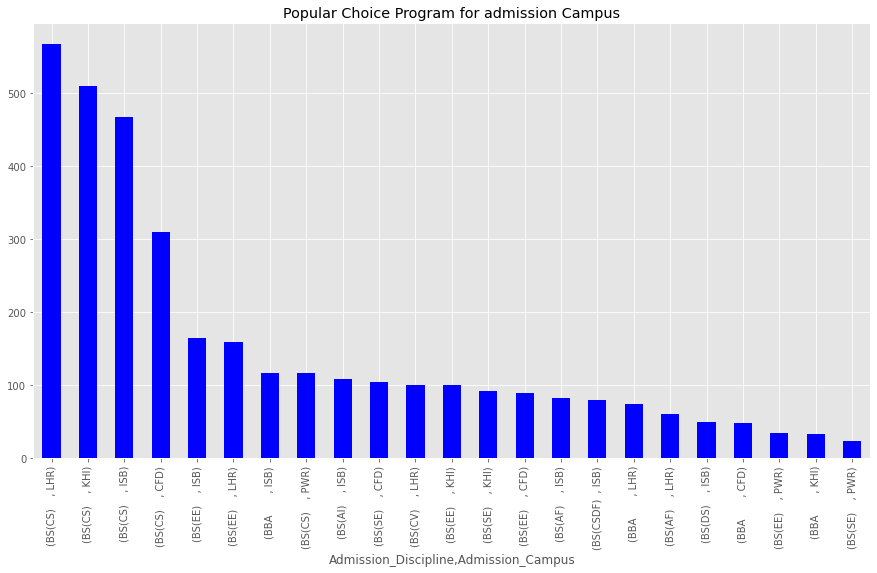 Popular Choice Program for admission Campus
500
400
300
200
100
0
(BS(CS) , LHR)
(BS(CS) , KHI)
(BS(CS) , ISB)
(BS(CS) , CFD)
(BS(EE) , ISB)
(BS(EE) , LHR)
(BBA , ISB)
(BS(CS) , PWR)
(BS(AI) , ISB)
(BS(SE) , CFD)
(BS(CV) , LHR)
(BS(EE) , KHI)
(BS(SE) , KHI)
(BS(EE) , CFD)
(BS(AF) , ISB)
(BS(CSDF) , ISB)
(BBA , LHR)
(BS(AF) , LHR)
(BS(DS) , ISB)
(BBA , CFD)
(BS(EE) , PWR)
(BBA , KHI)
(BS(SE) , PWR)
Admission_Discipline,Admission_Campus